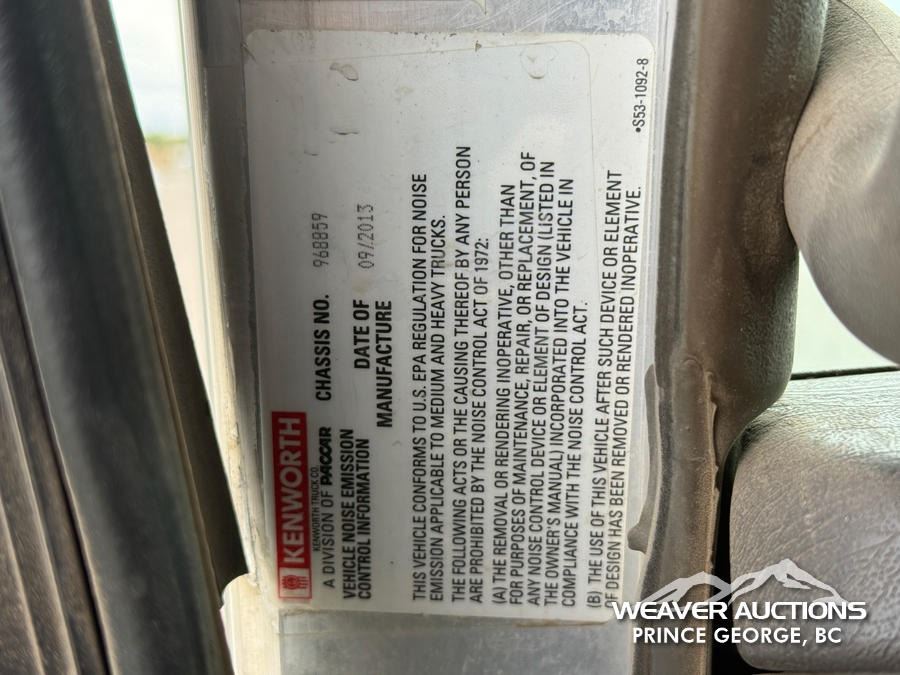 KENWORTH
KENWORTH TRUCK CO.
A DIVISION OF PACCAR
VEHICLE NOISE EMISSION
CONTROL INFORMATION
CHASSIS NO. 968859
DATE OF
MANUFACTURE 09/2013
THIS VEHICLE CONFORMS TO U.S. EPA REGULATION FOR NOISE
EMISSION APPLICABLE TO MEDIUM AND HEAVY TRUCKS.
THE FOLLOWING ACTS OR THE CAUSING THEREOF BY ANY PERSON
ARE PROHIBITED BY THE NOISE CONTROL ACT OF 1972:
(A) THE REMOVAL OR RENDERING INOPERATIVE, OTHER THAN
FOR PURPOSES OF MAINTENANCE, REPAIR, OR REPLACEMENT, OF
ANY NOISE CONTROL DEVICE OR ELEMENT OF DESIGN (LISTED IN
THE OWNER'S MANUAL) INCORPORATED INTO THE VEHICLE IN
COMPLIANCE WITH THE NOISE CONTROL ACT.
(B) THE USE OF THIS VEHICLE AFTER SUCH DEVICE OR ELEMENT
OF DESIGN HAS BEEN REMOVED OR RENDERED INOPERATIVE.
•S53-1092-8
WEAVER AUCTIONS
PRINCE GEORGE, BC